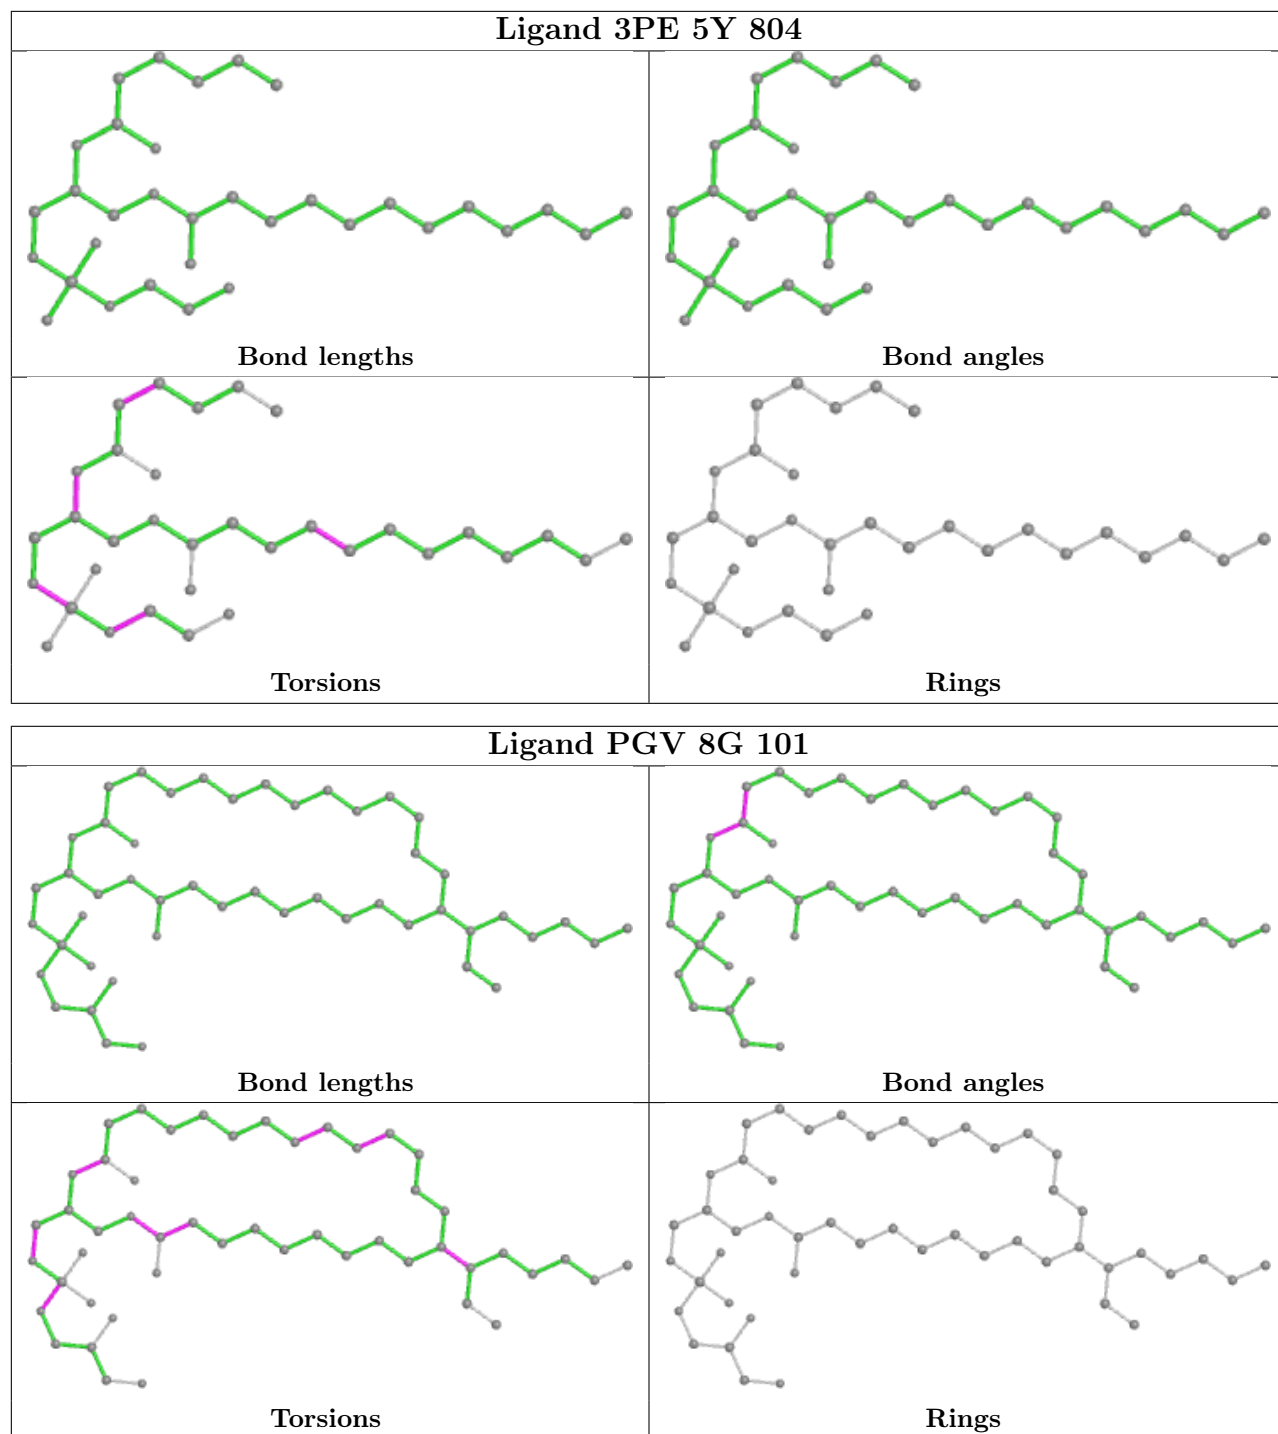 Ligand 3PE 5Y 804
Bond lengths
Bond angles
Torsions
Rings
Ligand PGV 8G 101
Bond lengths
Bond angles
Torsions
Rings